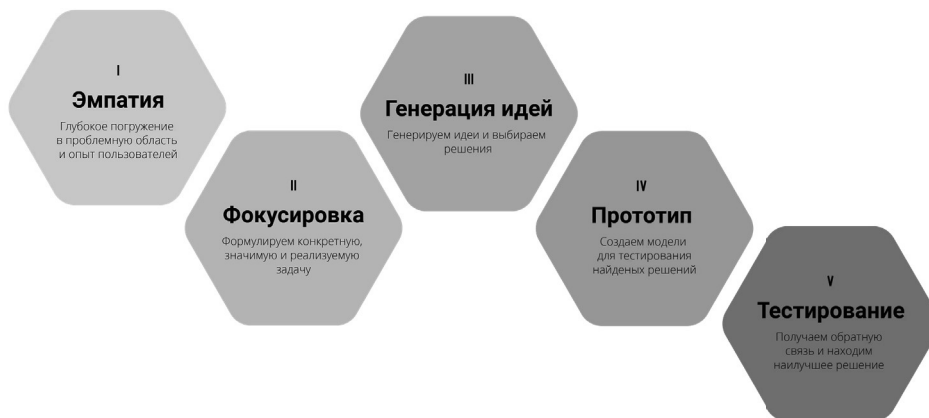 I
Эмпатия
Глубокое погружение
в проблемную область
и опыт пользователей
II
Фокусировка
Формулируем конкретную,
значимую и реализуемую
задачу
III
Генерация идей
Генерируем идеи и выбираем
решения
IV
Прототип
Создаем модели
для тестирования
найденых решений
V
Тестирование
Получаем обратную
связь и находим
наилучшее решение